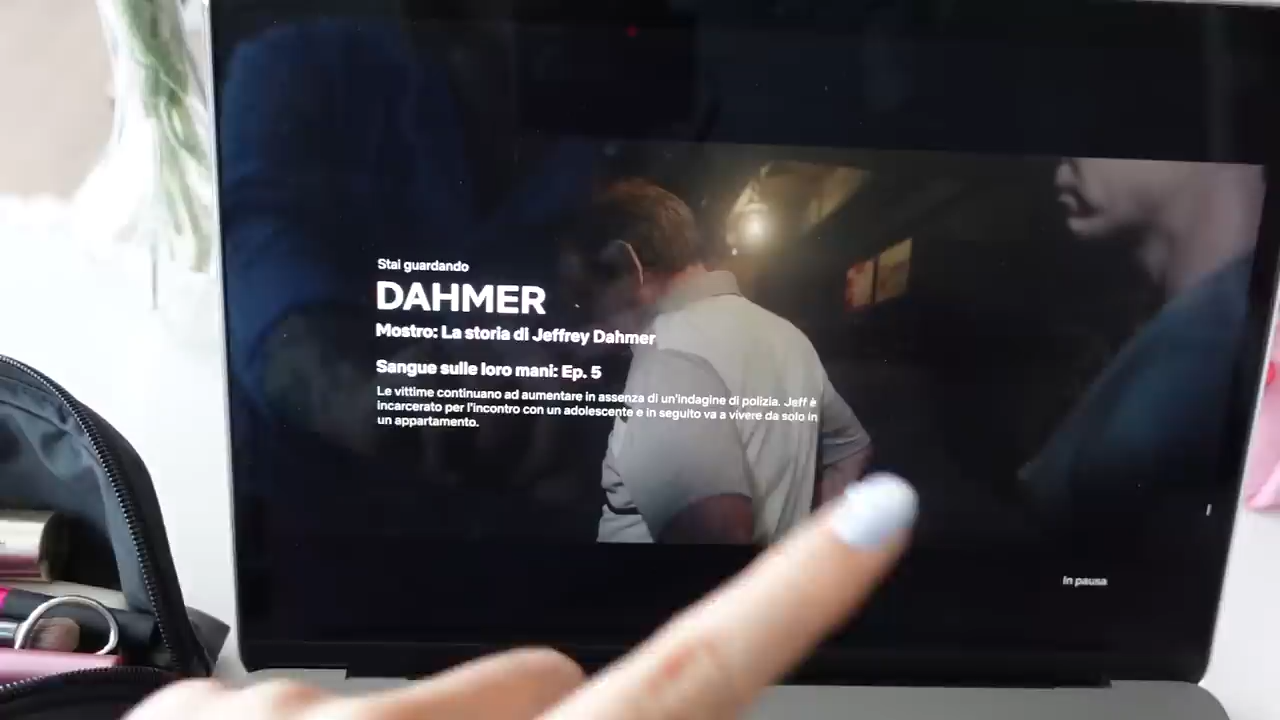 Stai guardando
DAHMER
Mostro: La storia di Jeffrey Dahmer
Sangue sulle loro mani: Ep. 5
Le vittime continuano ad aumentare in assenza di un'indagine di polizia. Jeff è
incarcerato per l'incontro con un adolescente e in seguito va a vivere da solo in
un appartamento.
In pausa